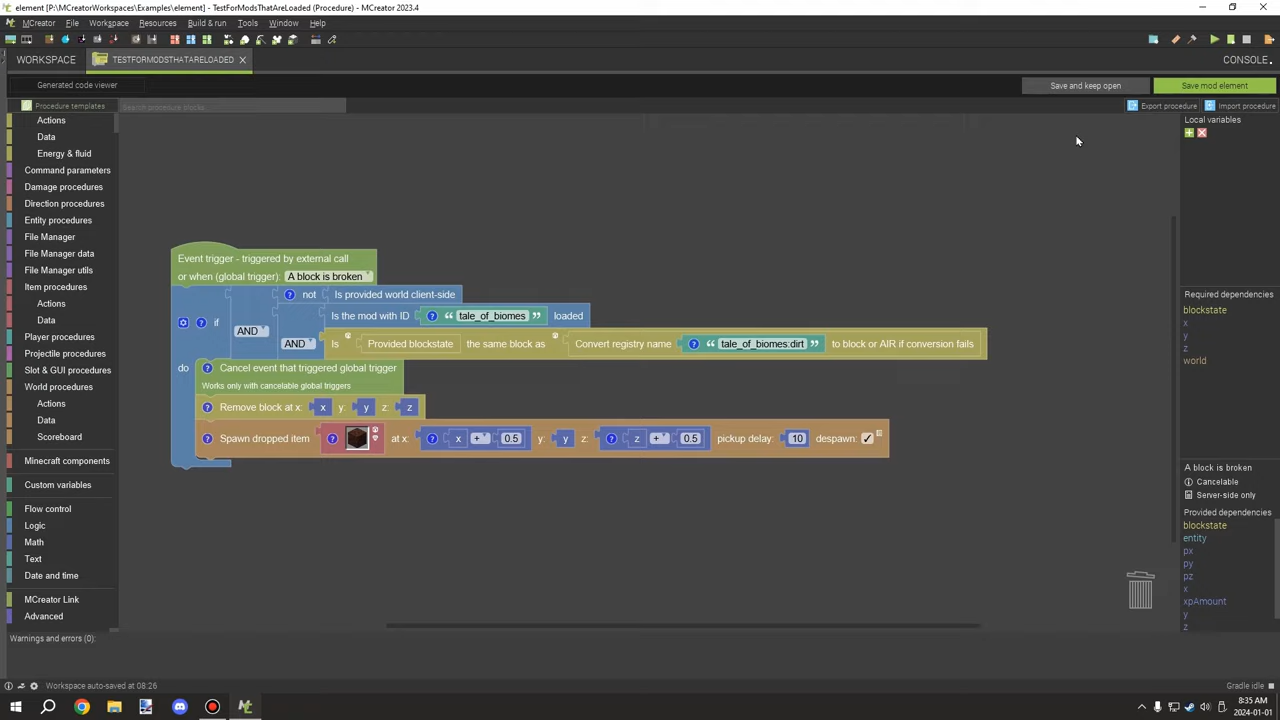 element [P:\MCreatorWorkspaces\Examples\element] - TestForModsThatAreLoaded (Procedure) - MCreator 2023.4
MCreator File Workspace Resources Build & run Tools Window Help
WORKSPACE TESTFORMODSTHATARELOADED CONSOLE
Generated code viewer Save and keep open Save mod element
Procedure templates Search procedure blocks... Export procedure Import procedure
Actions
Data
Energy & fluid
Command parameters
Damage procedures
Direction procedures
Entity procedures
File Manager
File Manager data
File Manager utils
Item procedures
Actions
Data
Player procedures
Projectile procedures
Slot & GUI procedures
World procedures
Actions
Data
Scoreboard
Minecraft components
Custom variables
Flow control
Logic
Math
Text
Date and time
MCreator Link
Advanced
Event trigger - triggered by external call
or when (global trigger): A block is broken
if AND not Is provided world client-side
AND Is the mod with ID “ tale_of_biomes ” loaded
Is Provided blockstate the same block as Convert registry name “ tale_of_biomes:dirt ” to block or AIR if conversion fails
do Cancel event that triggered global trigger
Works only with cancelable global triggers
Remove block at x: x y: y z: z
Spawn dropped item at x: x + 0.5 y: y z: z + 0.5 pickup delay: 10 despawn: ✓
Local variables
Required dependencies
blockstate
x
y
z
world
A block is broken
Cancelable
Server-side only
Provided dependencies:
blockstate
entity
px
py
pz
x
xpAmount
y
z
Warnings and errors (0):
Workspace auto-saved at 08:26 Gradle idle
8:35 AM
2024-01-01